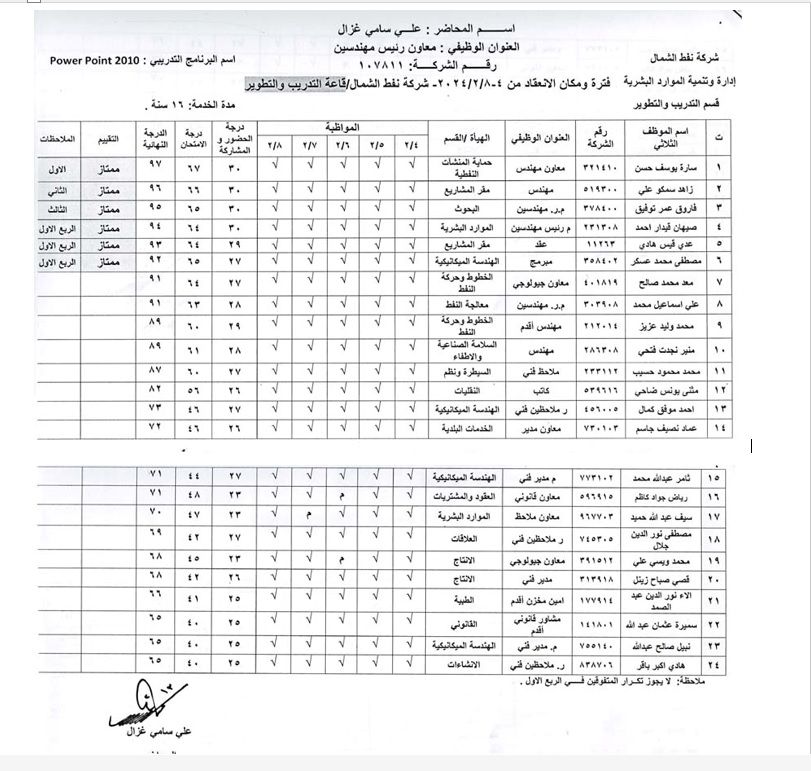 اســـم المحاضر : علي سامي غزال
العنوان الوظيفي : معاون رئيس مهندسين
رقـــم الشركـــة: ١٠٧٨١١
شركة نفط الشمال
اسم البرنامج التدريبي : Power Point 2010
إدارة وتنمية الموارد البشرية
فترة ومكان الانعقاد من ٤-٢٠٢٤/٢/٨- شركة نفط الشمال/قاعة التدريب والتطوير
قسم التدريب والتطوير
مدة الخدمة: ١٦ سنة .
ت اسم الموظف الثلاثي رقم الشركة العنوان الوظيفي الهيأة /القسم المواظبة ٢/٤ ٢/٥ ٢/٦ ٢/٧ ٢/٨ درجة الحضور و المشاركة درجة الامتحان الدرجة النهائية التقييم الملاحظات
١ سارة يوسف حسن ٣٢١٤١٠ معاون مهندس حماية المنشات النفطية √ √ √ √ √ ٣٠ ٦٧ ٩٧ ممتاز الاول
٢ زاهد سمكو علي ٥١٩٣٠٠ مهندس مقر المشاريع √ √ √ √ √ ٣٠ ٦٦ ٩٦ ممتاز الثاني
٣ فاروق عمر توفيق ٣٧٨٤٠٠ م.ر. مهندسين البحوث √ √ √ √ √ ٣٠ ٦٥ ٩٥ ممتاز الثالث
٤ صيهان قيدار احمد ٢٣١٣٠٨ م رئيس مهندسين الموارد البشرية √ √ √ √ √ ٣٠ ٦٤ ٩٤ ممتاز الربع الاول
٥ عدي قيس هادي ١١٢٦٣ عقد مقر المشاريع √ √ √ √ √ ٢٩ ٦٤ ٩٣ ممتاز الربع الاول
٦ مصطفى محمد عسكر ٣٥٨٤٠٢ مبرمج الهندسة الميكانيكية √ √ √ √ √ ٢٧ ٦٥ ٩٢ ممتاز الربع الاول
٧ معد محمد صالح ٤٠١٨١٩ معاون جيولوجي الخطوط وحركة النفط √ √ √ √ √ ٢٧ ٦٤ ٩١
٨ علي اسماعيل محمد ٣٠٣٩٠٨ م.ر. مهندسين معالجة النفط √ √ √ √ √ ٢٨ ٦٣ ٩١
٩ محمد وليد عزيز ٢١٢٠١٤ مهندس أقدم الخطوط وحركة النفط √ √ √ √ √ ٢٩ ٦٠ ٨٩
١٠ منير نجدت فتحي ٢٨٦٣٠٨ مهندس السلامة الصناعية والاطفاء √ √ √ √ √ ٢٨ ٦١ ٨٩
١١ محمد محمود حسيب ٢٣٣١١٢ ملاحظ فني السيطرة ونظم √ √ √ √ √ ٢٧ ٦٠ ٨٧
١٢ مثنى يونس ضاحي ٥٣٩٦١٦ كاتب النقليات √ √ √ √ √ ٢٦ ٥٦ ٨٢
١٣ احمد موفق كمال ٤٥٦٠٠٥ ر ملاحظين فني الهندسة الميكانيكية √ √ √ √ √ ٢٧ ٤٦ ٧٣
١٤ عماد نصيف جاسم ٧٣٠١٠٣ معاون مدير الخدمات البلدية √ √ √ √ √ ٢٦ ٤٦ ٧٢
١٥ ثامر عبدالله محمد ٧٧٣١٠٢ م مدير فني الهندسة الميكانيكية √ √ √ √ √ ٢٧ ٤٤ ٧١
١٦ رياض جواد كاظم ٥٩٦٩١٥ معاون قانوني العقود والمشتريات √ √ م √ √ ٢٣ ٤٨ ٧١
١٧ سيف عبد الله حميد ٩٦٧٧٠٣ معاون ملاحظ الموارد البشرية √ √ √ م √ ٢٣ ٤٧ ٧٠
١٨ مصطفى نور الدين جلال ٧٤٥٣٠٥ ر ملاحظين فني العلاقات √ √ √ √ √ ٢٧ ٤٢ ٦٩
١٩ محمد ويسي علي ٣٩١٥١٢ معاون جيولوجي الانتاج √ √ م √ √ ٢٣ ٤٥ ٦٨
٢٠ قصي صباح زينل ٣١٣٩١٨ مدير فني الانتاج √ √ √ √ √ ٢٦ ٤٢ ٦٨
٢١ الاء نور الدين عبد الصمد ١٧٧٩١٤ امين مخزن أقدم الطبية √ √ √ √ √ ٢٥ ٤١ ٦٦
٢٢ سميرة عثمان عبد الله ١٤١٨٠١ مشاور قانوني أقدم القانوني √ √ √ √ √ ٢٥ ٤٠ ٦٥
٢٣ نبيل صالح عبدالله ٧٥٥١٤٠ م. مدير فني الهندسة الميكانيكية √ √ √ √ √ ٢٥ ٤٠ ٦٥
٢٤ هادي اكبر باقر ٨٣٨٧٠٦ ر. ملاحظين فني الانشاءات √ √ √ √ √ ٢٥ ٤٠ ٦٥
ملاحظة: لا يجوز تكرار المتفوقين فـــي الربع الاول .
علي سامي غزال